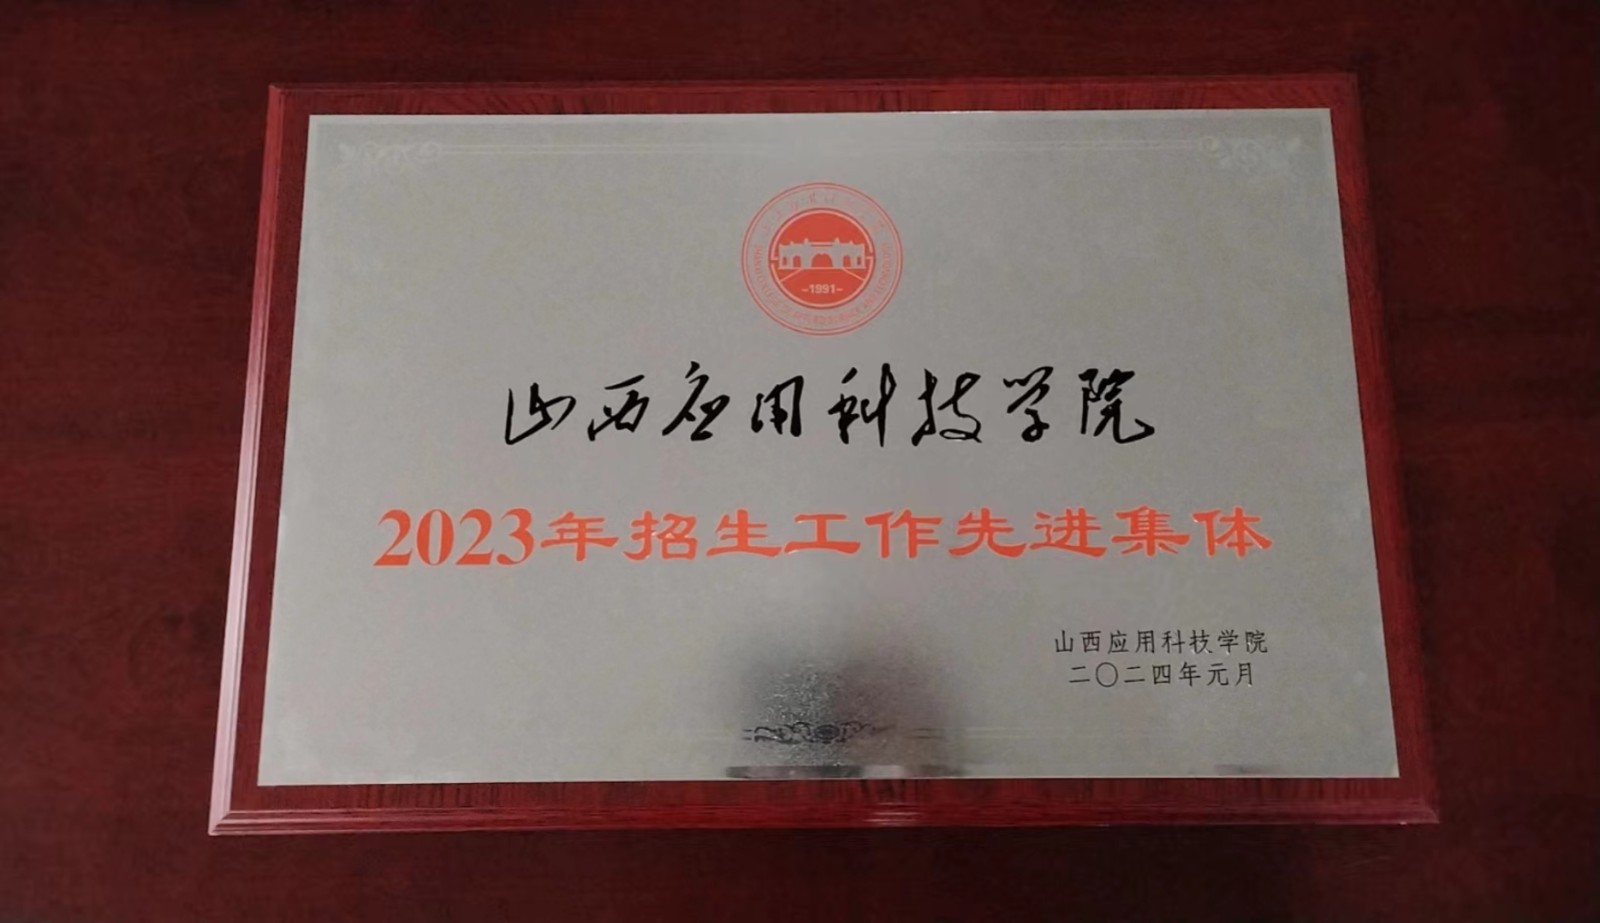 -1991-
山西应用科技学院
2023年招生工作先进集体
山西应用科技学院
二〇二四年元月